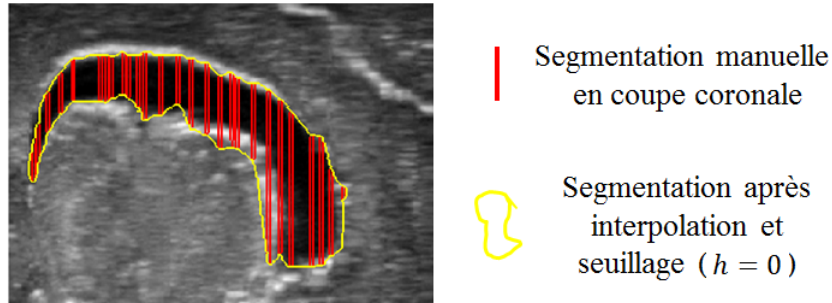 Segmentation manuelle
en coupe coronale
Segmentation après
interpolation et
seuillage ( h = 0 )